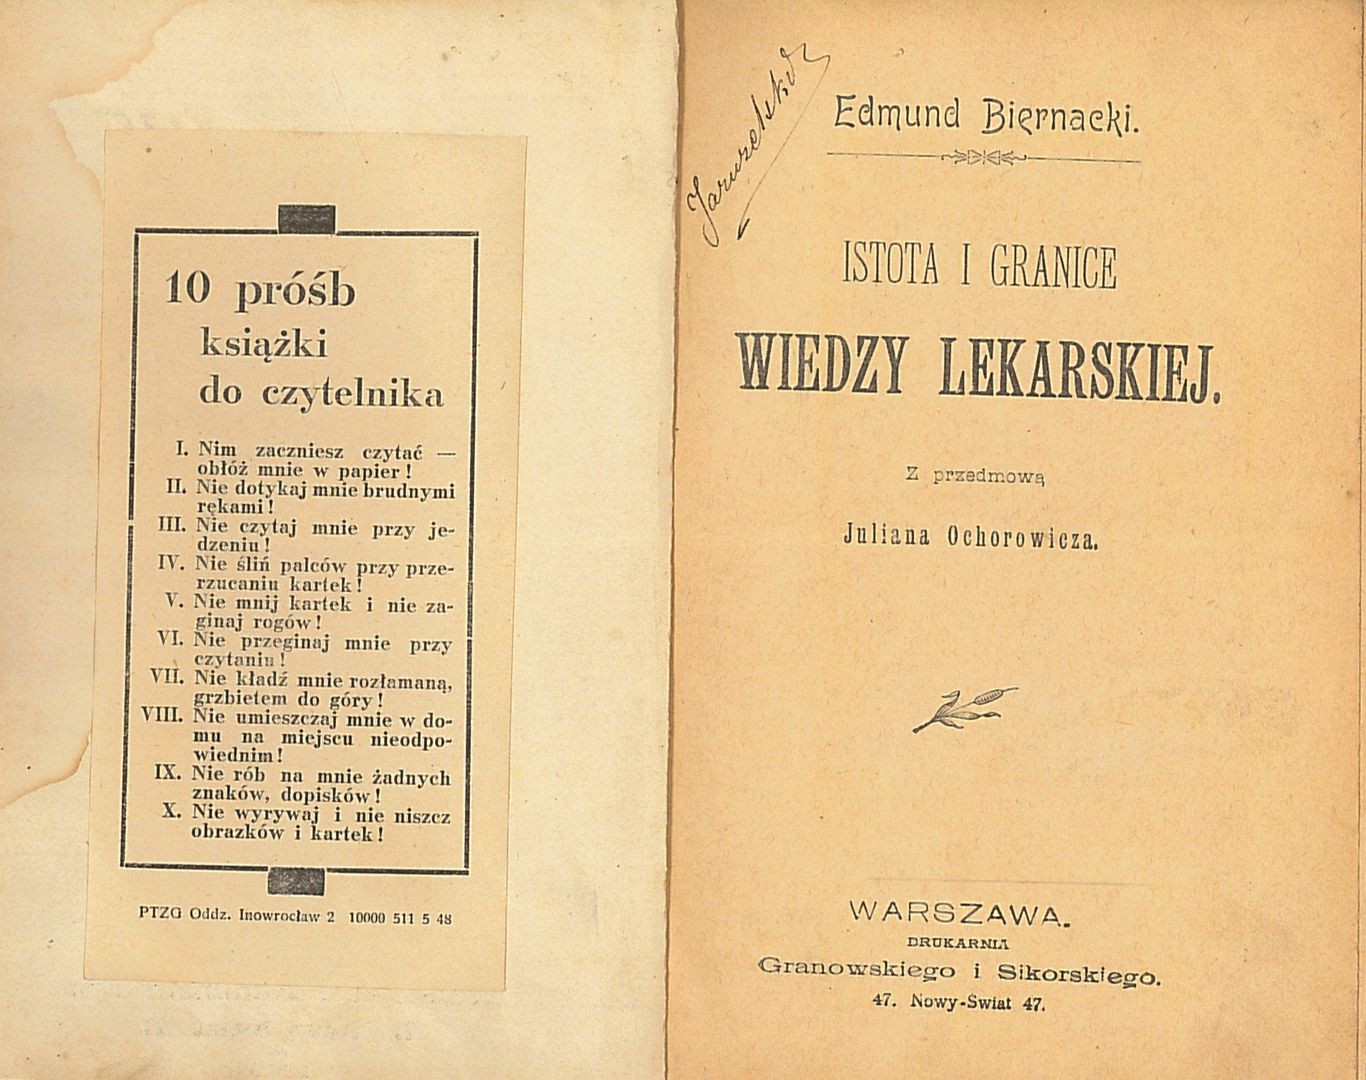 10 próśb
książki
do czytelnika
I. Nim zaczniesz czytać —
obłóż mnie w papier!
II. Nie dotykaj mnie brudnymi
rękami!
III. Nie czytaj mnie przy je-
dzeniu!
IV. Nie śliń palców przy prze-
rzucaniu kartek!
V. Nie mnij kartek i nie za-
ginaj rogów!
VI. Nie przeginaj mnie przy
czytaniu!
VII. Nie kładź mnie rozłamaną,
grzbietem do góry!
VIII. Nie umieszczaj mnie w do-
mu na miejscu nieodpo-
wiednim!
IX. Nie rób na mnie żadnych
znaków, dopisków!
X. Nie wyrywaj i nie niszcz
obrazków i kartek!
PTZG Oddz. Inowrocław 2 10000 511 5 48
Edmund Biernacki.
ISTOTA I GRANICE
WIEDZY LEKARSKIEJ.
Z przedmową
Juliana Ochorowicza.
WARSZAWA.
DRUKARNIA
Granowskiego i Sikorskiego.
47. Nowy-Świat 47.